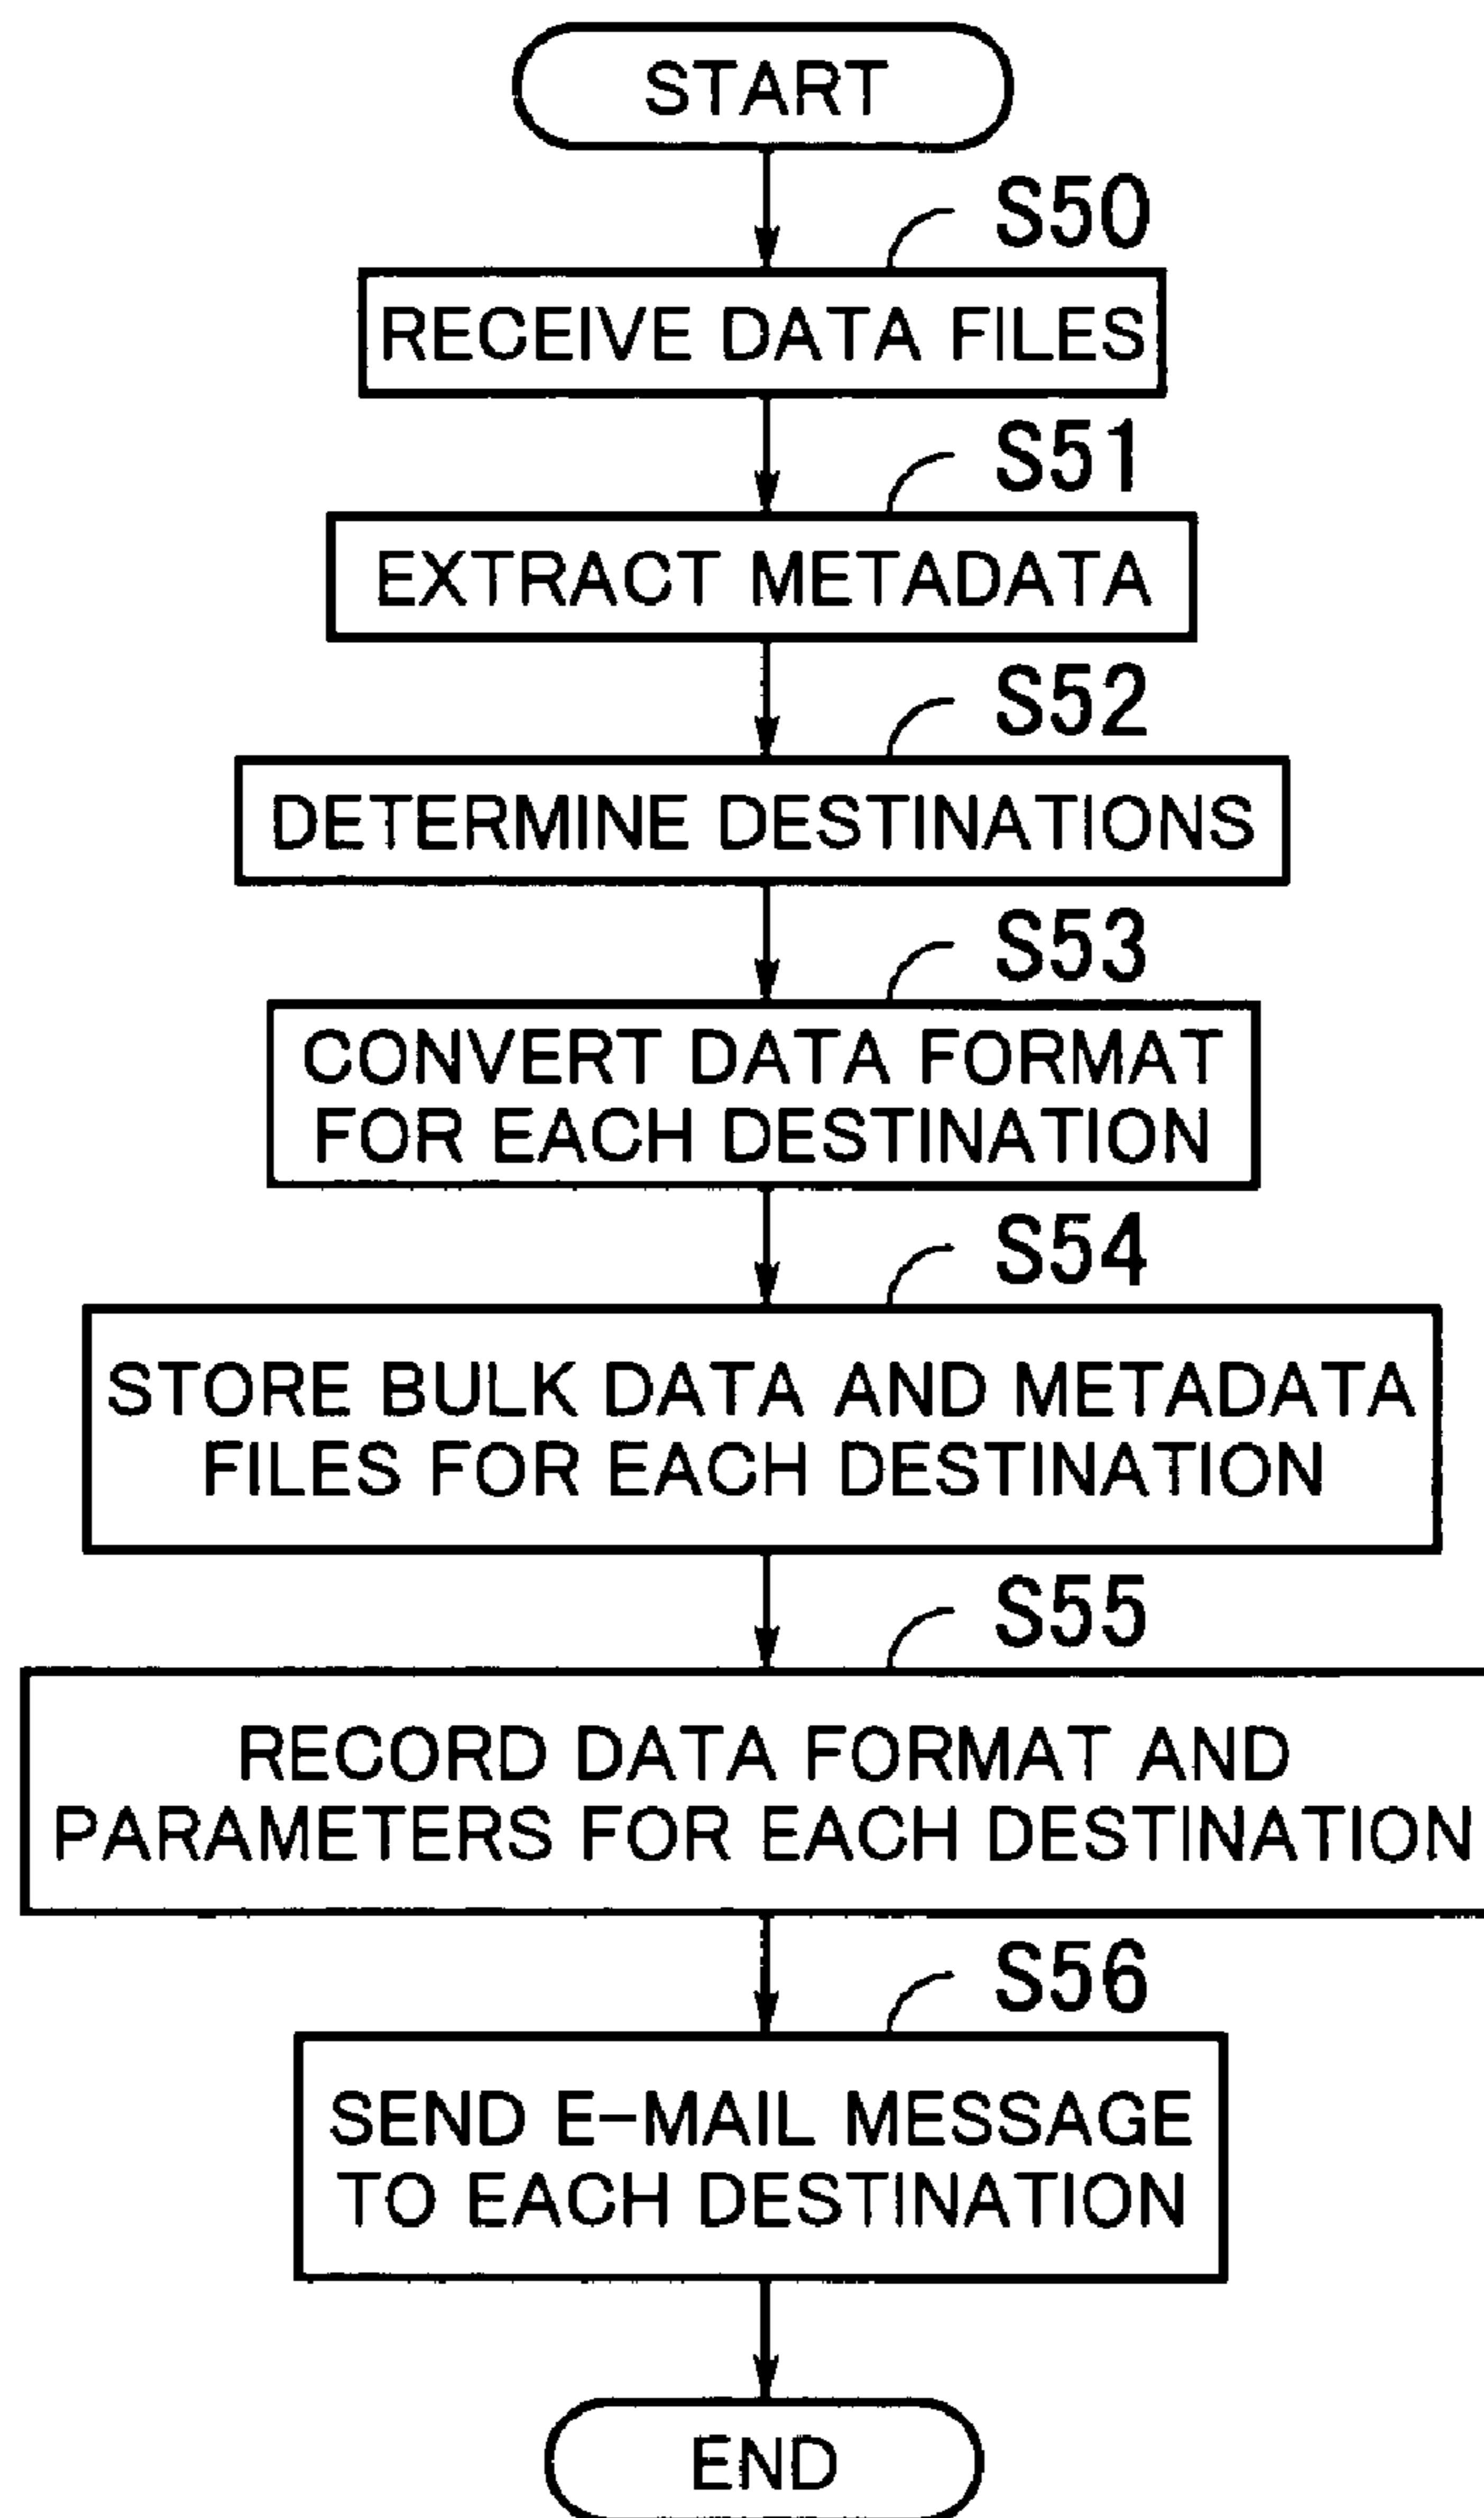 START
S50
RECEIVE DATA FILES
S51
EXTRACT METADATA
S52
DETERMINE DESTINATIONS
S53
CONVERT DATA FORMAT
FOR EACH DESTINATION
S54
STORE BULK DATA AND METADATA
FILES FOR EACH DESTINATION
S55
RECORD DATA FORMAT AND
PARAMETERS FOR EACH DESTINATION
S56
SEND E-MAIL MESSAGE
TO EACH DESTINATION
END